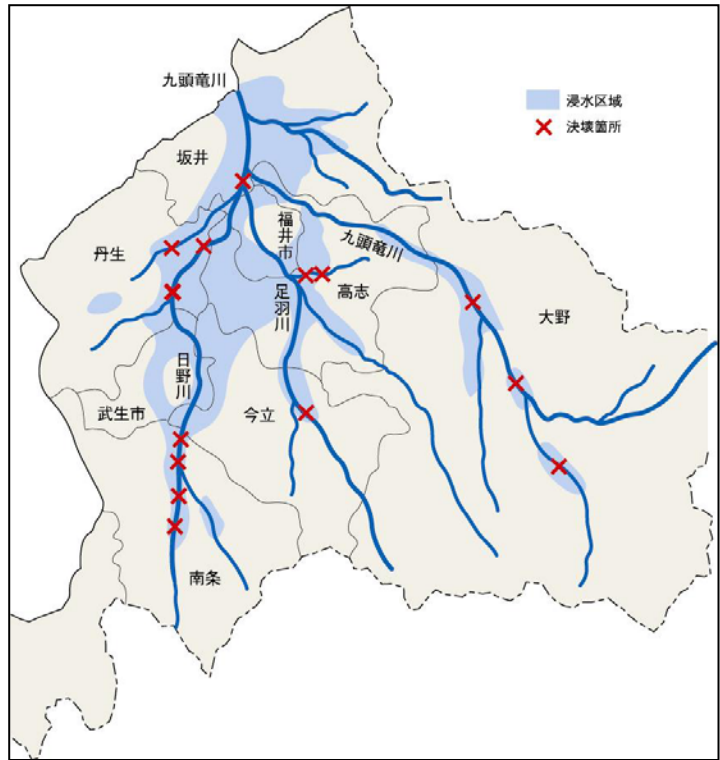 九頭竜川
浸水区域
決壊箇所
坂井
福井市
丹生
九頭竜川
足羽川
高志
大野
日野川
武生市
今立
南条